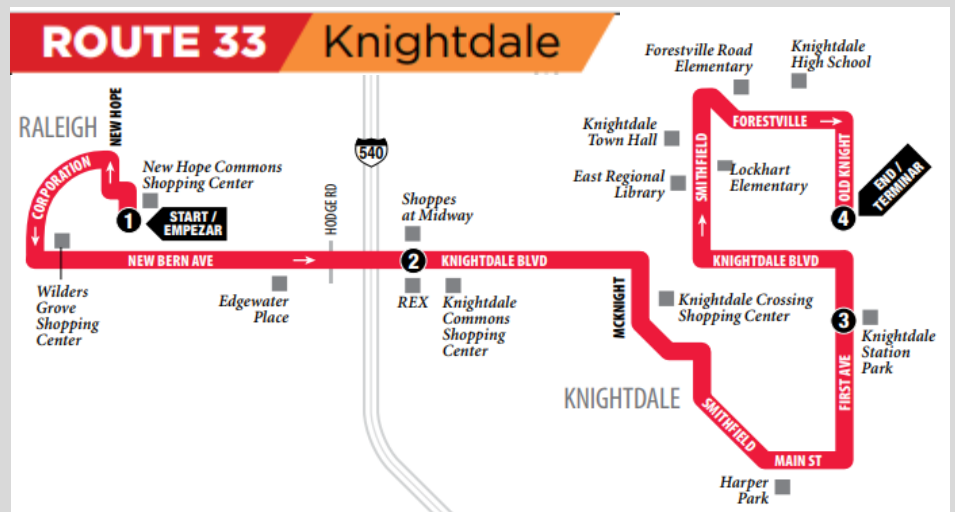 ROUTE 33 Knightdale
RALEIGH
NEW HOPE
CORPORATION
New Hope Commons
Shopping Center
1
START /
EMPEZAR
Wilders
Grove
Shopping
Center
NEW BERN AVE
Edgewater
Place
HODGE RD
540
Shoppes
at Midway
2
REX
KNIGHTDALE BLVD
Knightdale
Commons
Shopping
Center
MCKNIGHT
Knightdale Crossing
Shopping Center
KNIGHTDALE
SMITHFIELD
MAIN ST
Harper
Park
FIRST AVE
3
Knightdale
Station
Park
KNIGHTDALE BLVD
SMITHFIELD
East Regional
Library
Knightdale
Town Hall
Lockhart
Elementary
Forestville Road
Elementary
Knightdale
High School
FORESTVILLE
OLD KNIGHT
4
END /
TERMINAR